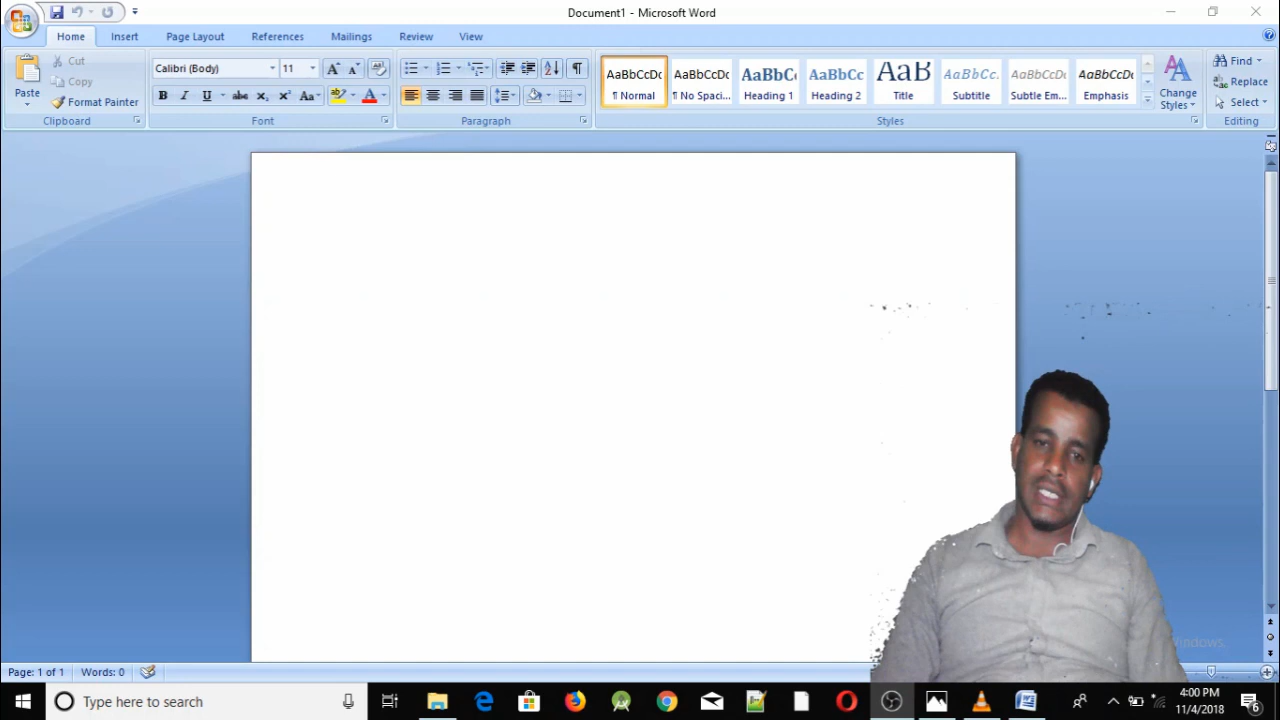 Document1 - Microsoft Word
Home Insert Page Layout References Mailings Review View
Paste
Cut
Copy
Format Painter
Clipboard
Calibri (Body) 11
Font
Paragraph
AaBbCcDc AaBbCcDc AaBbC AaBbCc AaB AaBbCc. AaBbCcDc AaBbCcDc
¶ Normal ¶ No Spaci... Heading 1 Heading 2 Title Subtitle Subtle Em... Emphasis
Change
Styles
Styles
Find
Replace
Select
Editing
Windows.
Page: 1 of 1 Words: 0
Type here to search
4:00 PM
11/4/2018
6